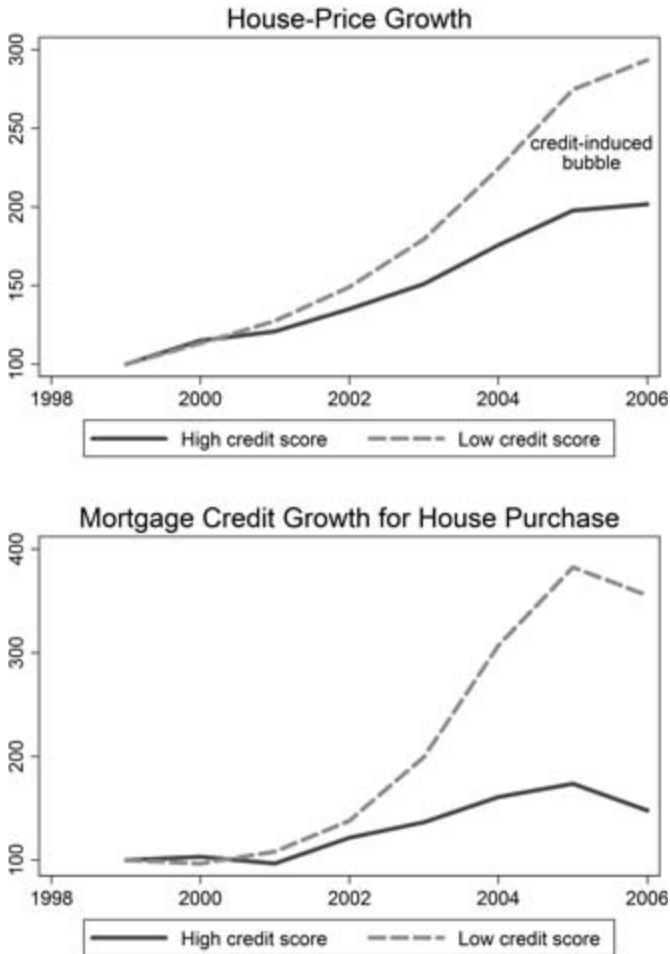 House-Price Growth
300
250
200
150
100
credit-induced
bubble
1998 2000 2002 2004 2006
High credit score Low credit score
Mortgage Credit Growth for House Purchase
400
300
200
100
1998 2000 2002 2004 2006
High credit score Low credit score